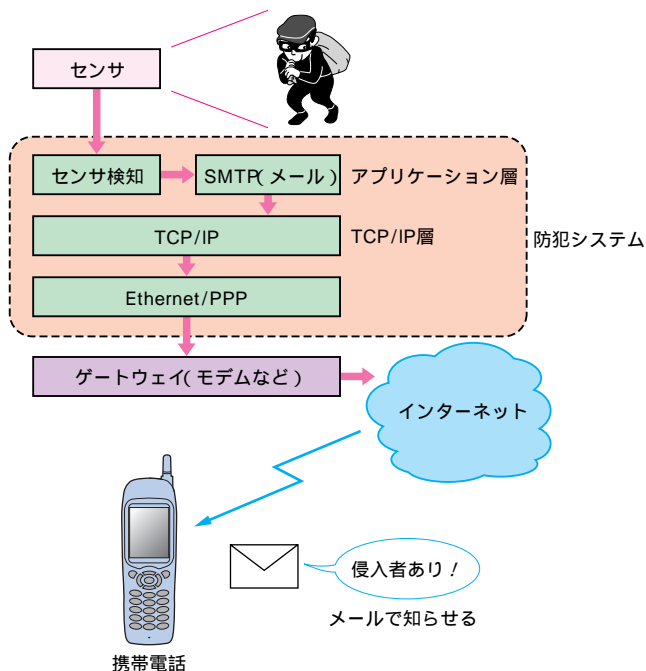 センサ
センサ検知
SMTP(メール)
アプリケーション層
TCP/IP
TCP/IP層
防犯システム
Ethernet/PPP
ゲートウェイ(モデムなど)
インターネット
侵入者あり!
メールで知らせる
携帯電話